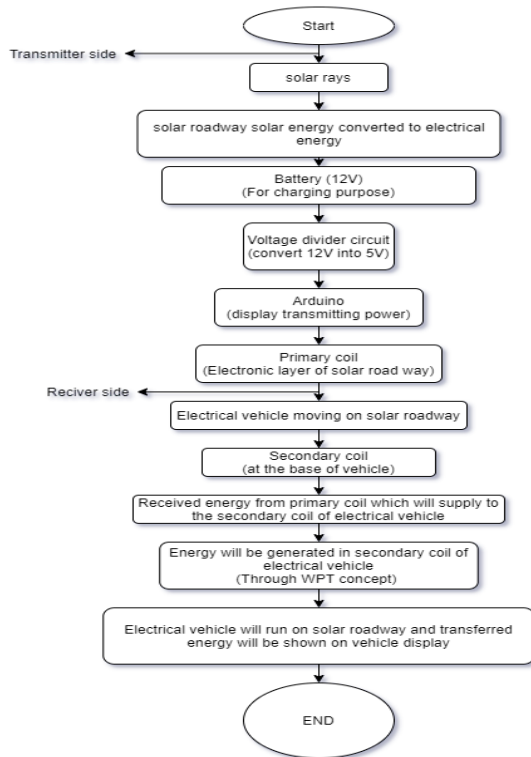 Start
Transmitter side
solar rays
solar roadway solar energy converted to electrical
energy
Battery (12V)
(For charging purpose)
Voltage divider circuit
(convert 12V into 5V)
Arduino
(display transmitting power)
Primary coil
(Electronic layer of solar road way)
Reciver side
Electrical vehicle moving on solar roadway
Secondary coil
(at the base of vehicle)
Received energy from primary coil which will supply to
the secondary coil of electrical vehicle
Energy will be generated in secondary coil of
electrical vehicle
(Through WPT concept)
Electrical vehicle will run on solar roadway and transferred
energy will be shown on vehicle display
END